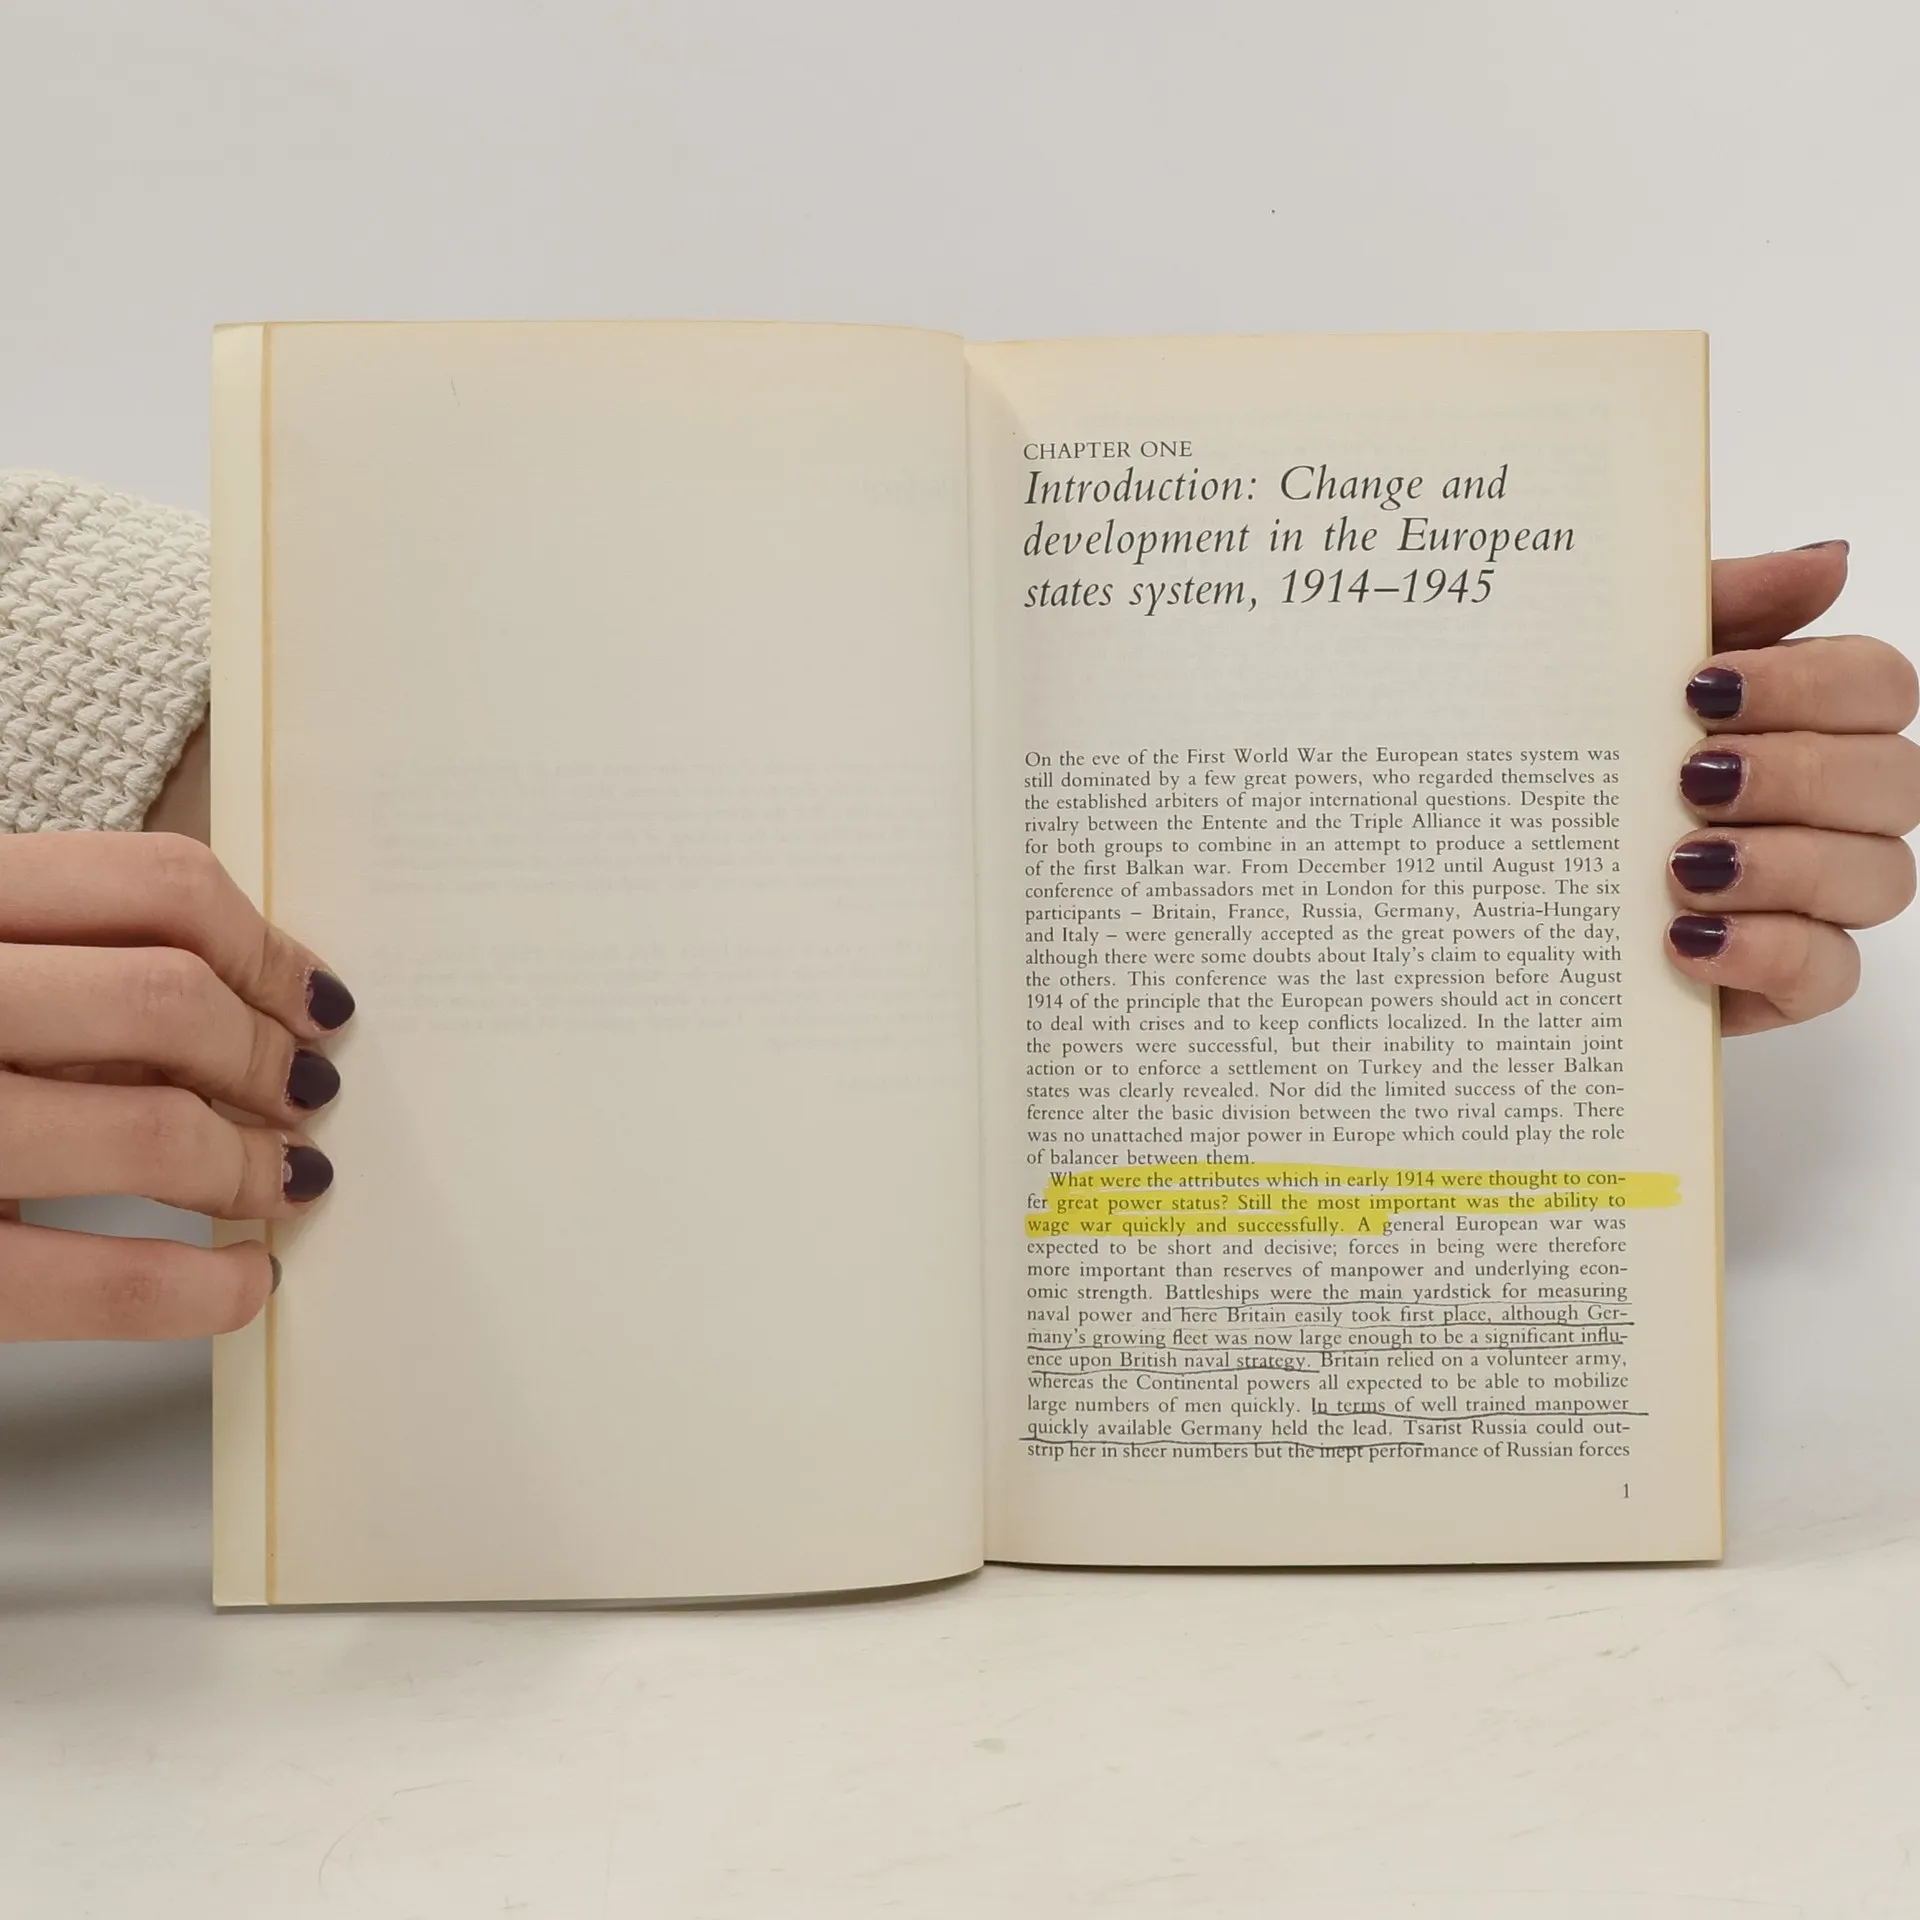 CHAPTER ONE
Introduction: Change and
development in the European
states system, 1914–1945
On the eve of the First World War the European states system was
still dominated by a few great powers, who regarded themselves as
the established arbiters of major international questions. Despite the
rivalry between the Entente and the Triple Alliance it was possible
for both groups to combine in an attempt to produce a settlement
of the first Balkan war. From December 1912 until August 1913 a
conference of ambassadors met in London for this purpose. The six
participants – Britain, France, Russia, Germany, Austria-Hungary
and Italy – were generally accepted as the great powers of the day,
although there were some doubts about Italy's claim to equality with
the others. This conference was the last expression before August
1914 of the principle that the European powers should act in concert
to deal with crises and to keep conflicts localized. In the latter aim
the powers were successful, but their inability to maintain joint
action or to enforce a settlement on Turkey and the lesser Balkan
states was clearly revealed. Nor did the limited success of the con-
ference alter the basic division between the two rival camps. There
was no unattached major power in Europe which could play the role
of balancer between them.
What were the attributes which in early 1914 were thought to con-
fer great power status? Still the most important was the ability to
wage war quickly and successfully. A general European war was
expected to be short and decisive; forces in being were therefore
more important than reserves of manpower and underlying econ-
omic strength. Battleships were the main yardstick for measuring
naval power and here Britain easily took first place, although Ger-
many's growing fleet was now large enough to be a significant influ-
ence upon British naval strategy. Britain relied on a volunteer army,
whereas the Continental powers all expected to be able to mobilize
large numbers of men quickly. In terms of well trained manpower
quickly available Germany held the lead. Tsarist Russia could out-
strip her in sheer numbers but the inept performance of Russian forces
1